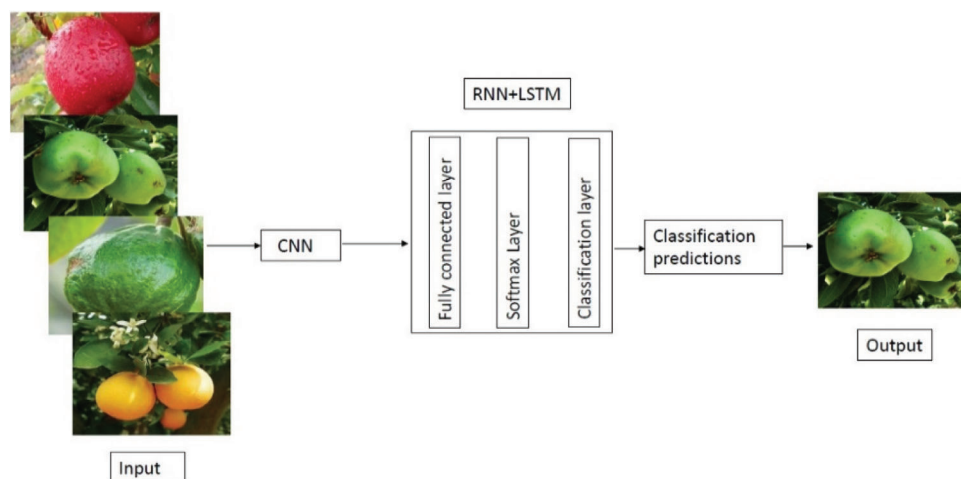 RNN+LSTM
CNN
Fully connected layer
Softmax Layer
Classification layer
Classification
predictions
Output
Input